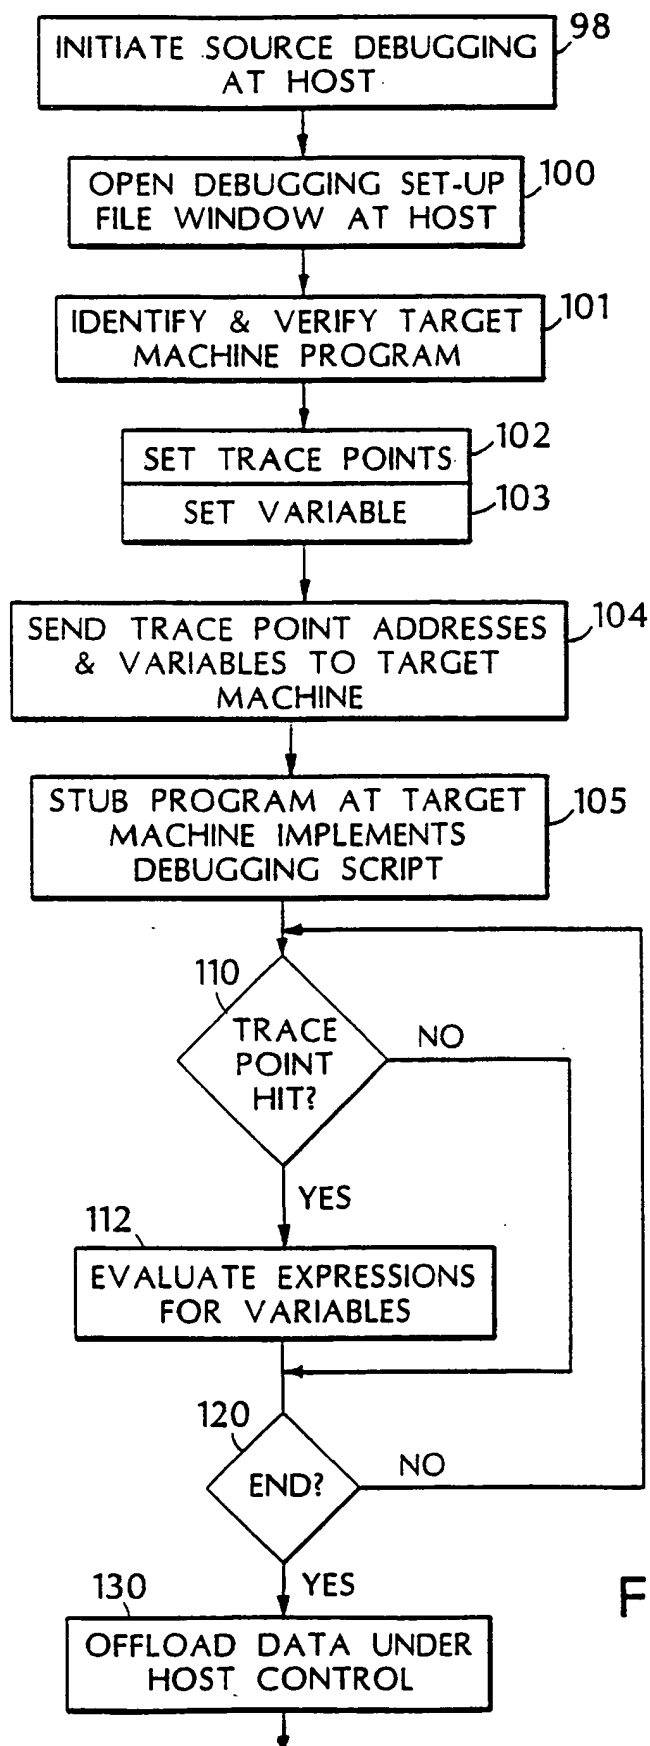 INITIATE SOURCE DEBUGGING
AT HOST
98
OPEN DEBUGGING SET-UP
FILE WINDOW AT HOST
100
IDENTIFY & VERIFY TARGET
MACHINE PROGRAM
101
SET TRACE POINTS
102
SET VARIABLE
103
SEND TRACE POINT ADDRESSES
& VARIABLES TO TARGET
MACHINE
104
STUB PROGRAM AT TARGET
MACHINE IMPLEMENTS
DEBUGGING SCRIPT
105
110
TRACE
POINT
HIT?
NO
YES
112
EVALUATE EXPRESSIONS
FOR VARIABLES
120
END?
NO
YES
130
OFFLOAD DATA UNDER
HOST CONTROL
F